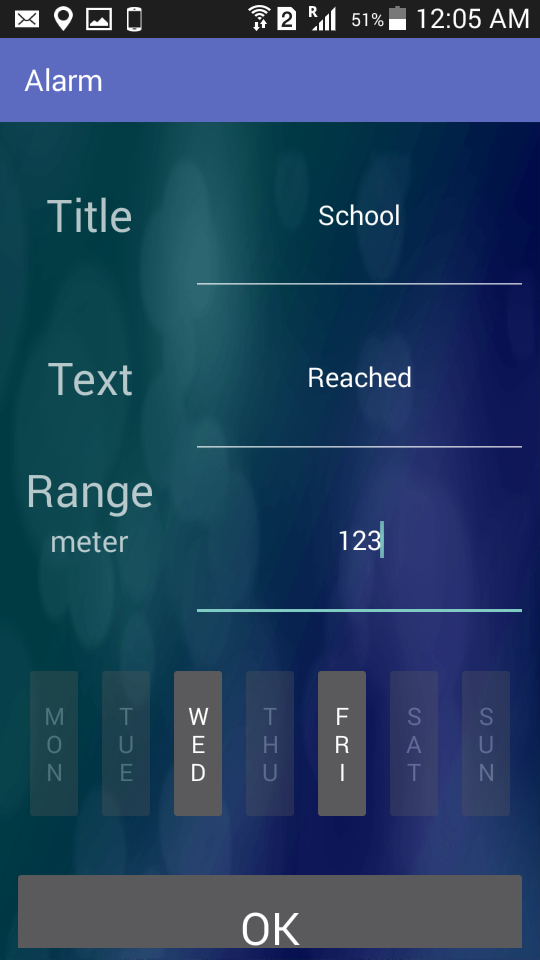 2 R 51% 12:05 AM
Alarm
Title School
Text Reached
Range
meter 123
MON TUE WED THU FRI SAT SUN
OK